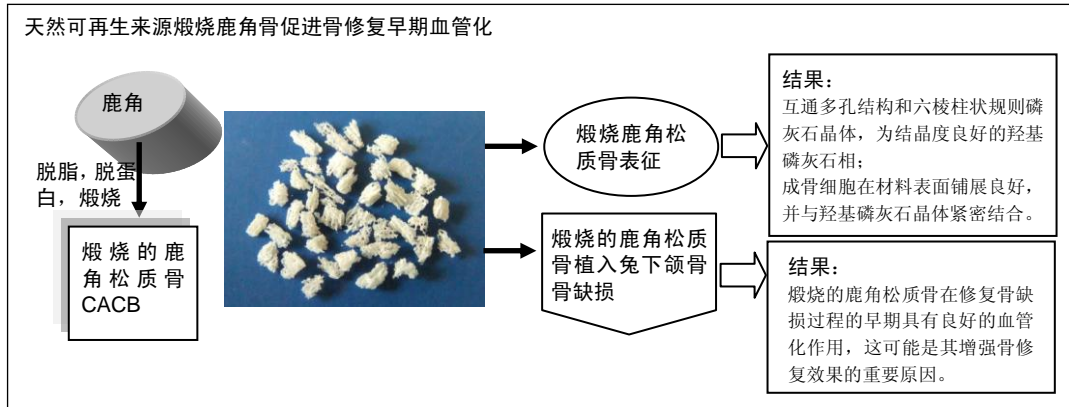 天然可再生来源煅烧鹿角骨促进骨修复早期血管化
鹿角
脱脂，脱蛋
白，煅烧
煅烧的鹿
角松质骨
CACB
煅烧鹿角松
质骨表征
结果：
互通多孔结构和六棱柱状规则磷
灰石晶体，为结晶度良好的羟基
磷灰石相；
成骨细胞在材料表面铺展良好，
并与羟基磷灰石晶体紧密结合。
煅烧的鹿角松质
骨植入兔下颌骨
骨缺损
结果：
煅烧的鹿角松质骨在修复骨缺
损过程的早期具有良好的血管
化作用，这可能是其增强骨修
复效果的重要原因。